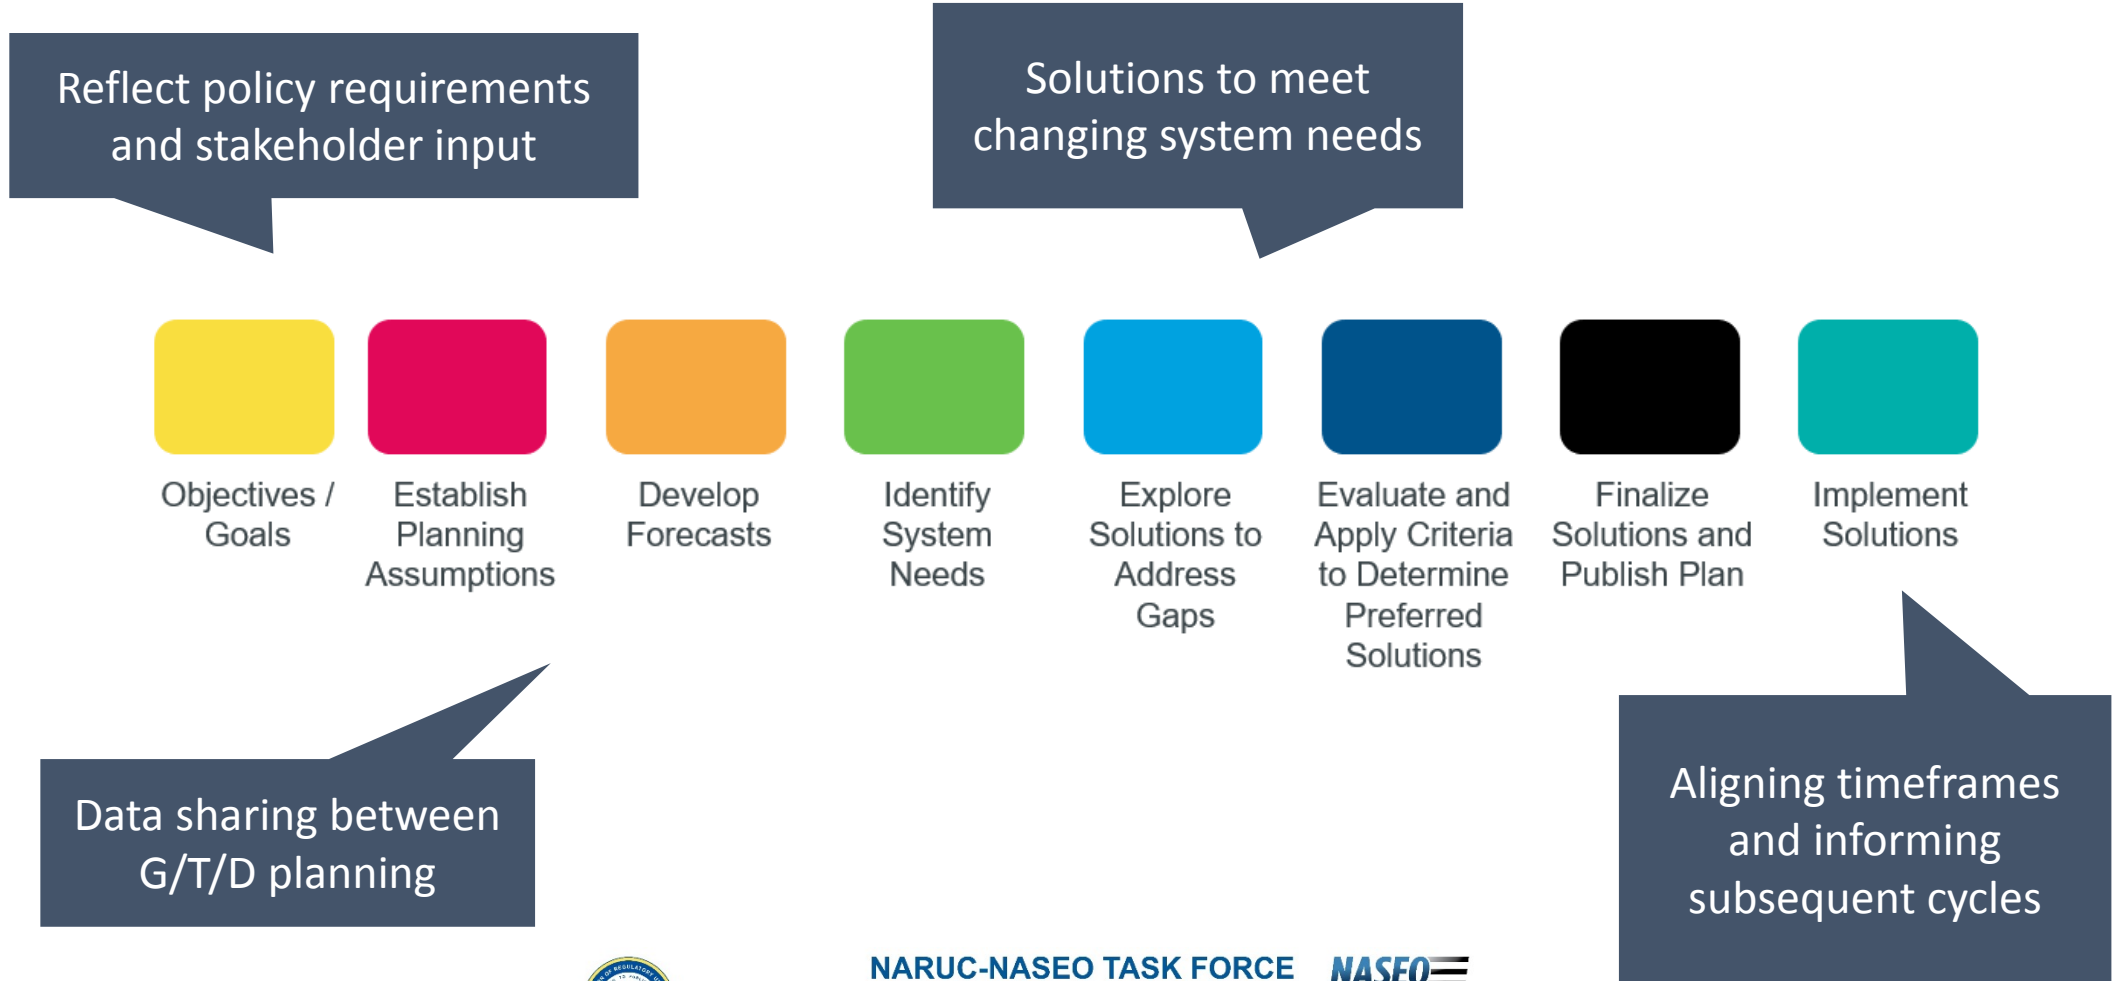 Reflect policy requirements
and stakeholder input
Solutions to meet
changing system needs
Objectives /
Goals
Establish
Planning
Assumptions
Develop
Forecasts
Identify
System
Needs
Explore
Solutions to
Address
Gaps
Evaluate and
Apply Criteria
to Determine
Preferred
Solutions
Finalize
Solutions and
Publish Plan
Implement
Solutions
Data sharing between
G/T/D planning
Aligning timeframes
and informing
subsequent cycles
NARUC-NASEO TASK FORCE
NASEO